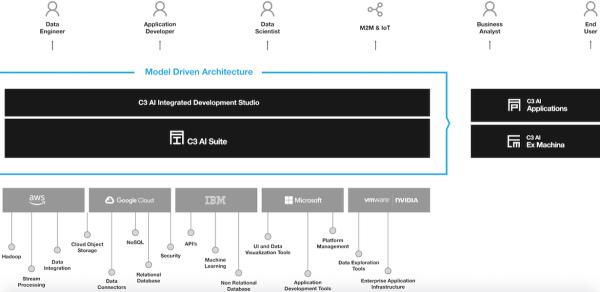 Data
Engineer
Application
Developer
Data
Scientist
M2M & IoT
Business
Analyst
End
User
Model Driven Architecture
C3 AI Integrated Development Studio
C3 AI Suite
C3 AI
Applications
C3 AI
Ex Machina
aws
Google Cloud
IBM
Microsoft
vmware NVIDIA
Hadoop
Stream
Processing
Data
Integration
Cloud Object
Storage
Data
Connectors
NoSQL
Relational
Database
Security
API's
Machine
Learning
Non Relational
Database
UI and Data
Visualization Tools
Application
Development Tools
Platform
Management
Data Exploration
Tools
Enterprise Application
Infrastructure